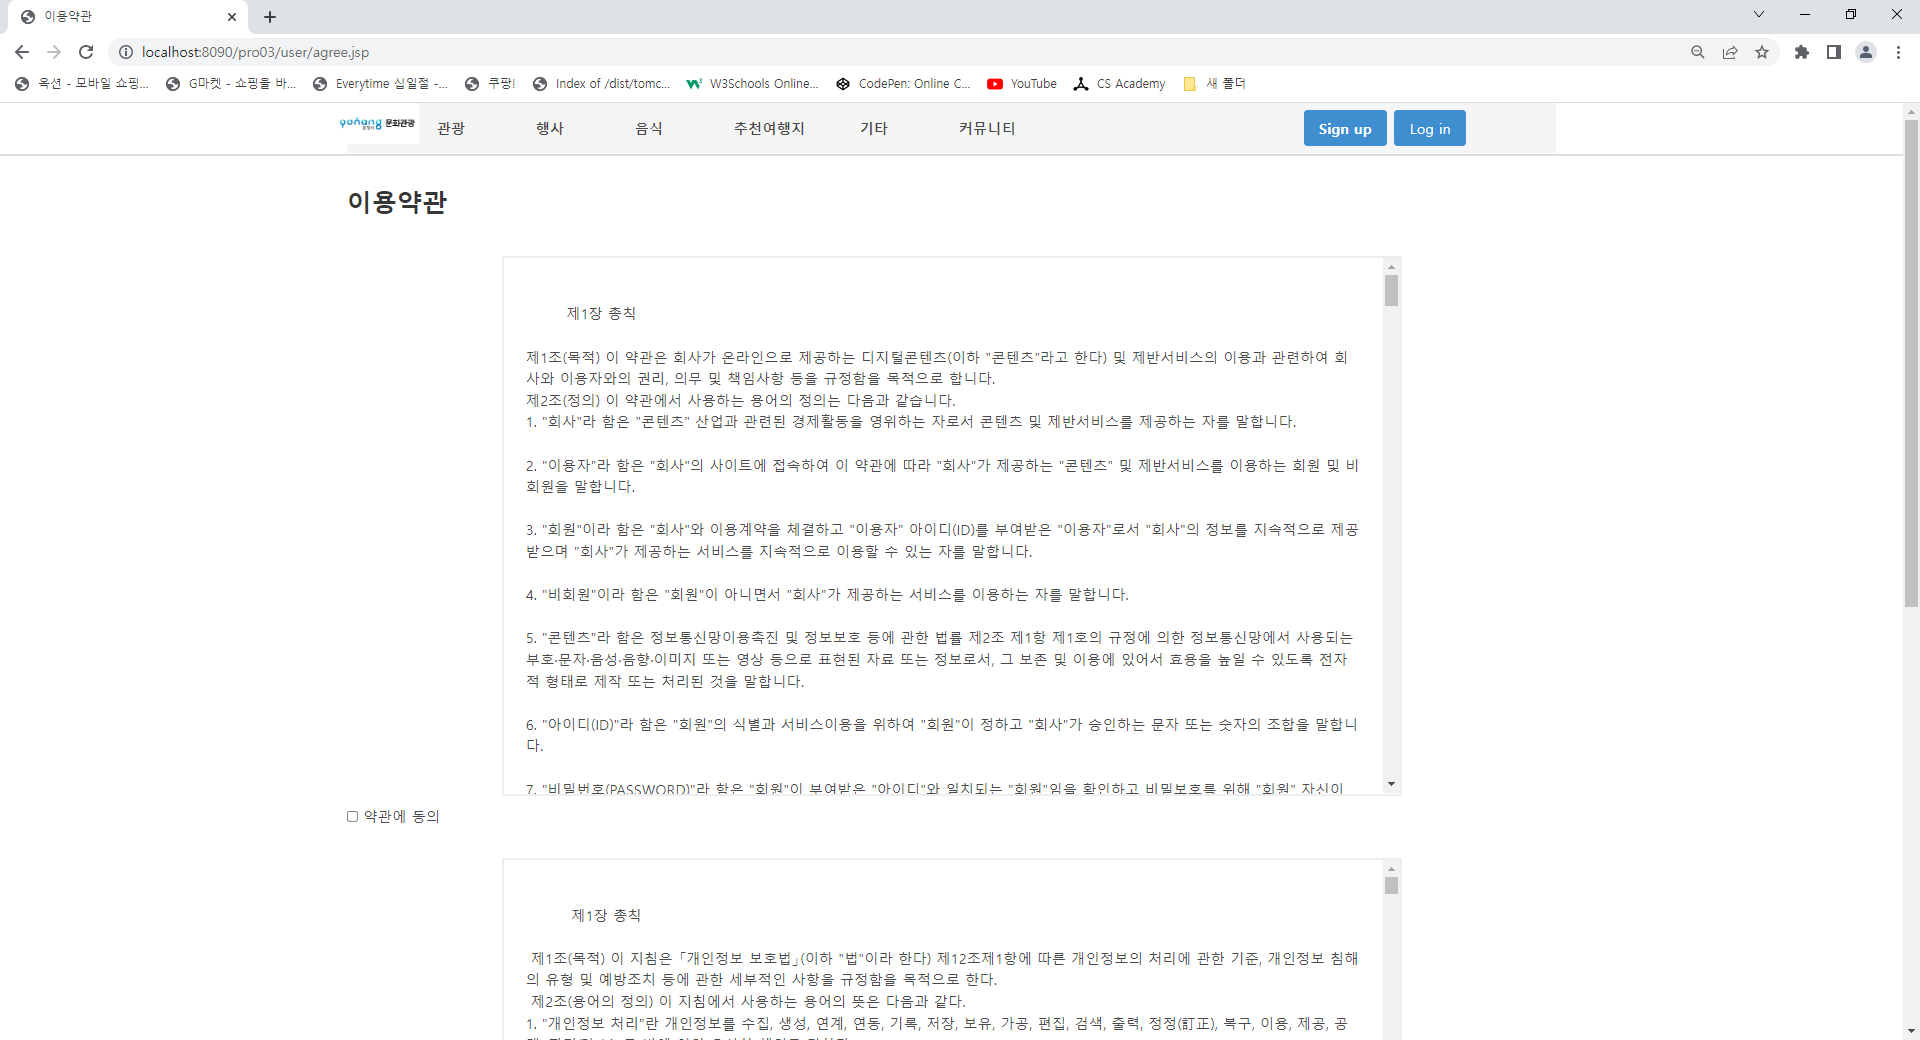 이용약관
localhost:8090/pro03/user/agree.jsp
옥션 - 모바일 쇼핑... G마켓 - 쇼핑을 바... Everytime 십일절 -... 쿠팡! Index of /dist/tomc... W3Schools Online... CodePen: Online C... YouTube CS Academy 새 폴더
문화관광 관광 행사 음식 추천여행지 기타 커뮤니티 Sign up Log in
이용약관
제1장 총칙
제1조(목적) 이 약관은 회사가 온라인으로 제공하는 디지털콘텐츠(이하 "콘텐츠"라고 한다) 및 제반서비스의 이용과 관련하여 회
사와 이용자와의 권리, 의무 및 책임사항 등을 규정함을 목적으로 합니다.
제2조(정의) 이 약관에서 사용하는 용어의 정의는 다음과 같습니다.
1. "회사"라 함은 "콘텐츠" 산업과 관련된 경제활동을 영위하는 자로서 콘텐츠 및 제반서비스를 제공하는 자를 말합니다.
2. "이용자"라 함은 "회사"의 사이트에 접속하여 이 약관에 따라 "회사"가 제공하는 "콘텐츠" 및 제반서비스를 이용하는 회원 및 비
회원을 말합니다.
3. "회원"이라 함은 "회사"와 이용계약을 체결하고 "이용자" 아이디(ID)를 부여받은 "이용자"로서 "회사"의 정보를 지속적으로 제공
받으며 "회사"가 제공하는 서비스를 지속적으로 이용할 수 있는 자를 말합니다.
4. "비회원"이라 함은 "회원"이 아니면서 "회사"가 제공하는 서비스를 이용하는 자를 말합니다.
5. "콘텐츠"라 함은 정보통신망이용촉진 및 정보보호 등에 관한 법률 제2조 제1항 제1호의 규정에 의한 정보통신망에서 사용되는
부호·문자·음성·음향·이미지 또는 영상 등으로 표현된 자료 또는 정보로서, 그 보존 및 이용에 있어서 효용을 높일 수 있도록 전자
적 형태로 제작 또는 처리된 것을 말합니다.
6. "아이디(ID)"라 함은 "회원"의 식별과 서비스이용을 위하여 "회원"이 정하고 "회사"가 승인하는 문자 또는 숫자의 조합을 말합니
다.
7. "비밀번호(PASSWORD)"라 함은 "회원"이 부여받은 "아이디"와 일치되는 "회원"임을 확인하고 비밀보호를 위해 "회원" 자신이
약관에 동의
제1장 총칙
제1조(목적) 이 지침은 「개인정보 보호법」(이하 "법"이라 한다) 제12조제1항에 따른 개인정보의 처리에 관한 기준, 개인정보 침해
의 유형 및 예방조치 등에 관한 세부적인 사항을 규정함을 목적으로 한다.
제2조(용어의 정의) 이 지침에서 사용하는 용어의 뜻은 다음과 같다.
1. "개인정보 처리"란 개인정보를 수집, 생성, 연계, 연동, 기록, 저장, 보유, 가공, 편집, 검색, 출력, 정정(訂正), 복구, 이용, 제공, 공